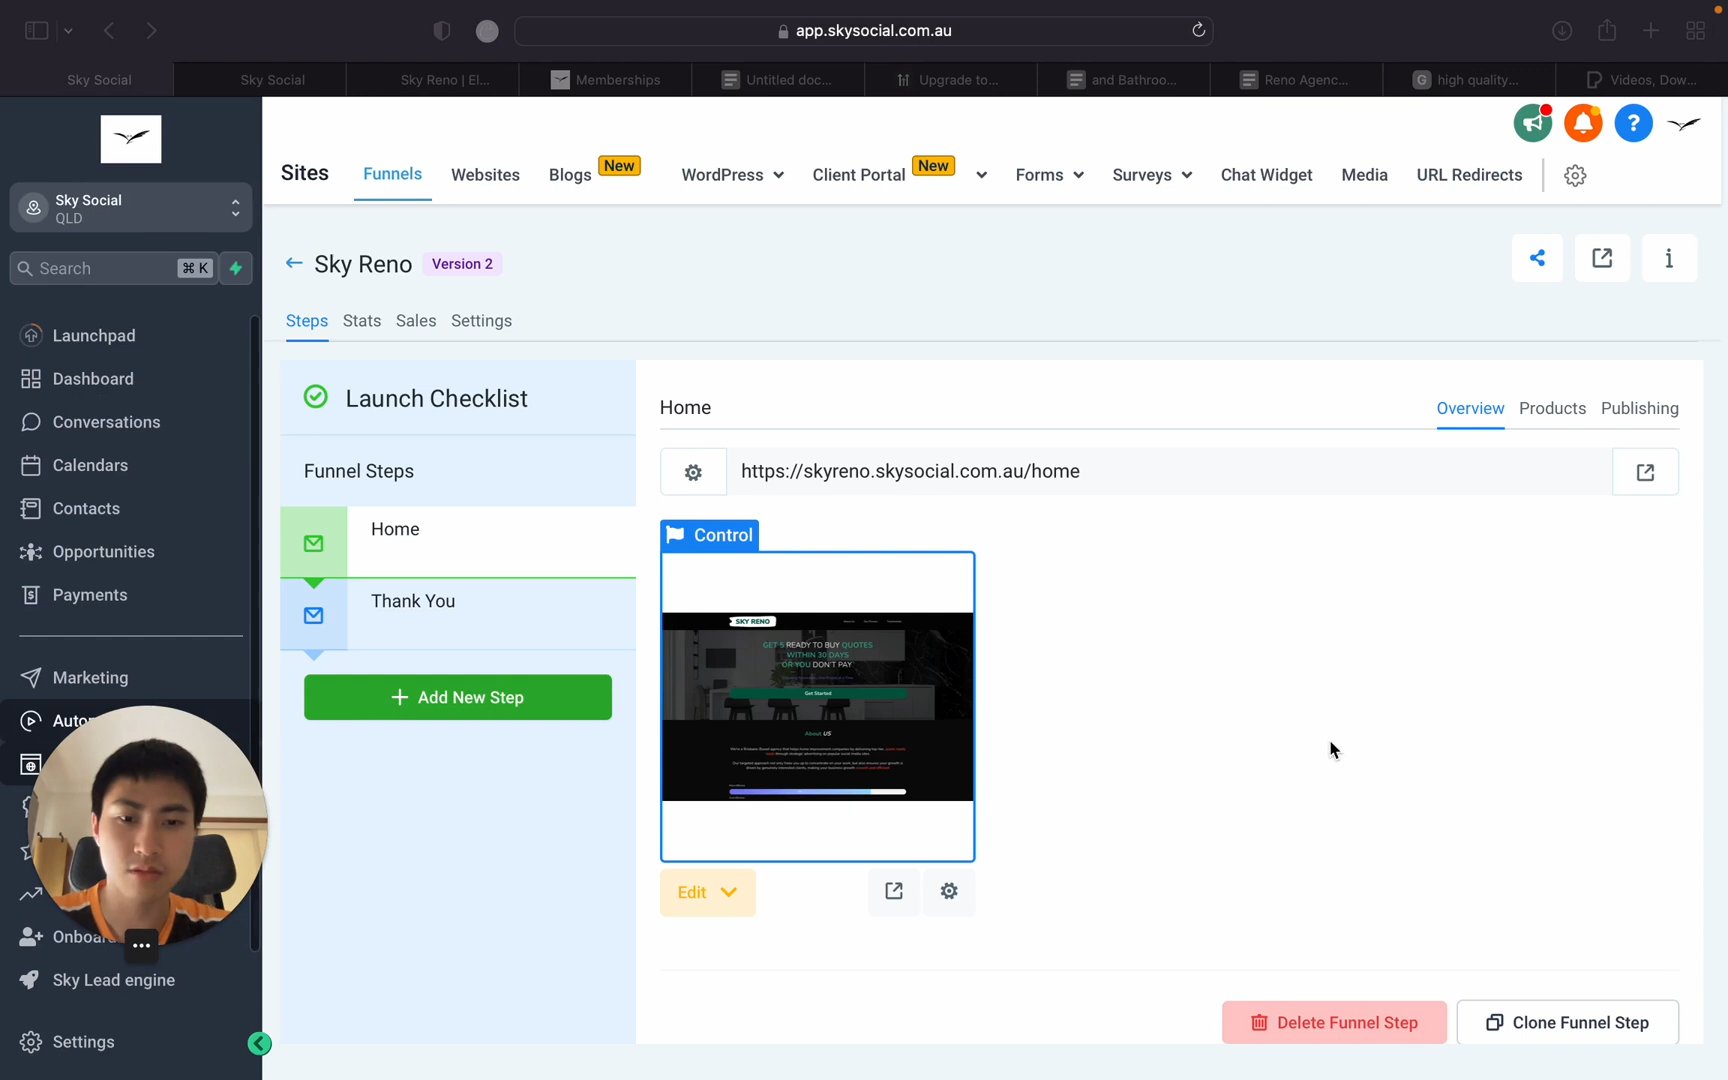 app.skysocial.com.au
Sky Social
Sky Social
Sky Reno | El...
Memberships
Untitled doc...
Upgrade to...
and Bathroo...
Reno Agenc...
G high quality...
Videos, Dow...
Sky Social
QLD
Search
⌘ K
Launchpad
Dashboard
Conversations
Calendars
Contacts
Opportunities
Payments
Marketing
Auto
Onboar
Sky Lead engine
Settings
Sites
Funnels
Websites
Blogs
New
WordPress
Client Portal
New
Forms
Surveys
Chat Widget
Media
URL Redirects
?
Sky Reno
Version 2
i
Steps
Stats
Sales
Settings
Launch Checklist
Funnel Steps
Home
Thank You
+ Add New Step
Home
Overview
Products
Publishing
https://skyreno.skysocial.com.au/home
Control
SKY RENO
GET 5 READY TO BUY QUOTES
WITHIN 30 DAYS
OR YOU DON'T PAY
Get Started
About US
Edit
Delete Funnel Step
Clone Funnel Step